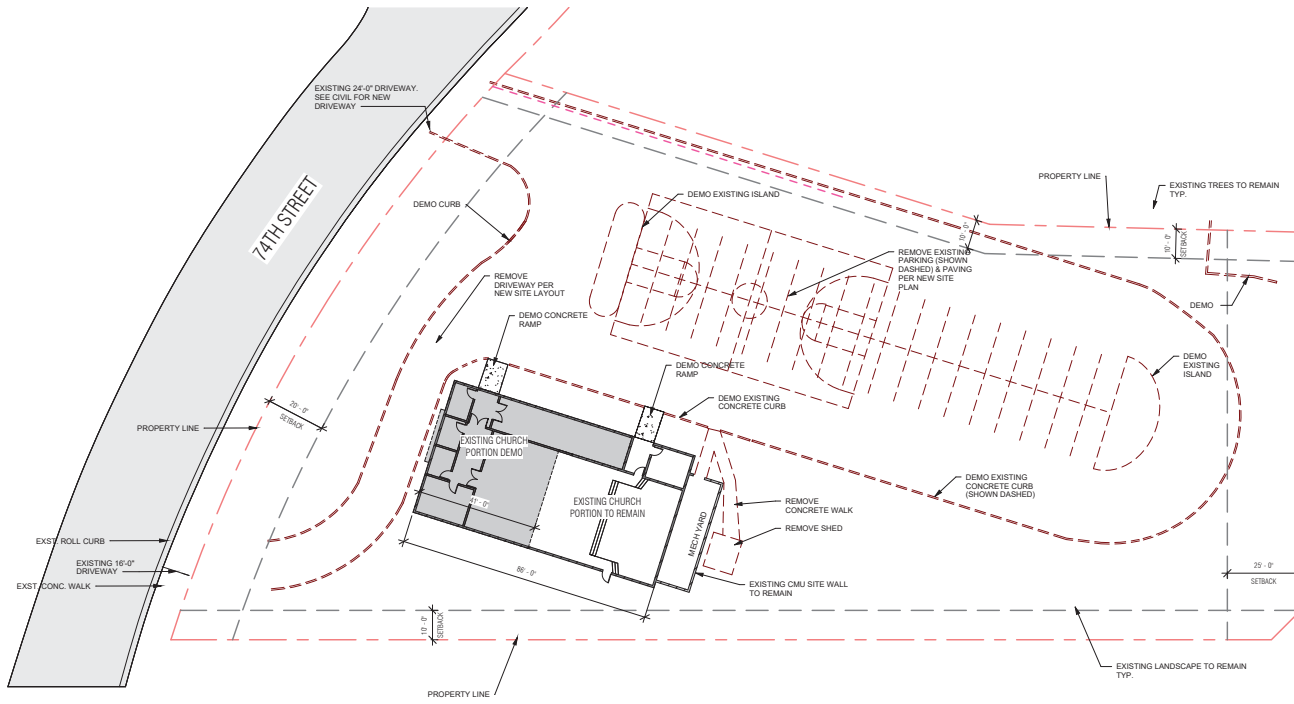 EXISTING 24'-0" DRIVEWAY.
SEE CIVIL FOR NEW
DRIVEWAY
74TH STREET
DEMO CURB
DEMO EXISTING ISLAND
PROPERTY LINE
EXISTING TREES TO REMAIN
TYP.
10' - 0"
10' - 0"
SETBACK
REMOVE EXISTING
PARKING (SHOWN
DASHED) & PAVING
PER NEW SITE
PLAN
REMOVE
DRIVEWAY PER
NEW SITE LAYOUT
DEMO
DEMO CONCRETE
RAMP
DEMO CONCRETE
RAMP
DEMO
EXISTING
ISLAND
DEMO EXISTING
CONCRETE CURB
20' - 0"
SETBACK
PROPERTY LINE
EXISTING CHURCH
PORTION DEMO
41' - 0"
EXISTING CHURCH
PORTION TO REMAIN
DEMO EXISTING
CONCRETE CURB
(SHOWN DASHED)
REMOVE
CONCRETE WALK
REMOVE SHED
MECH YARD
EXST. ROLL CURB
EXISTING 16'-0"
DRIVEWAY
EXST. CONC. WALK
86' - 0"
EXISTING CMU SITE WALL
TO REMAIN
25' - 0"
SETBACK
10' - 0"
SETBACK
EXISTING LANDSCAPE TO REMAIN
TYP.
PROPERTY LINE